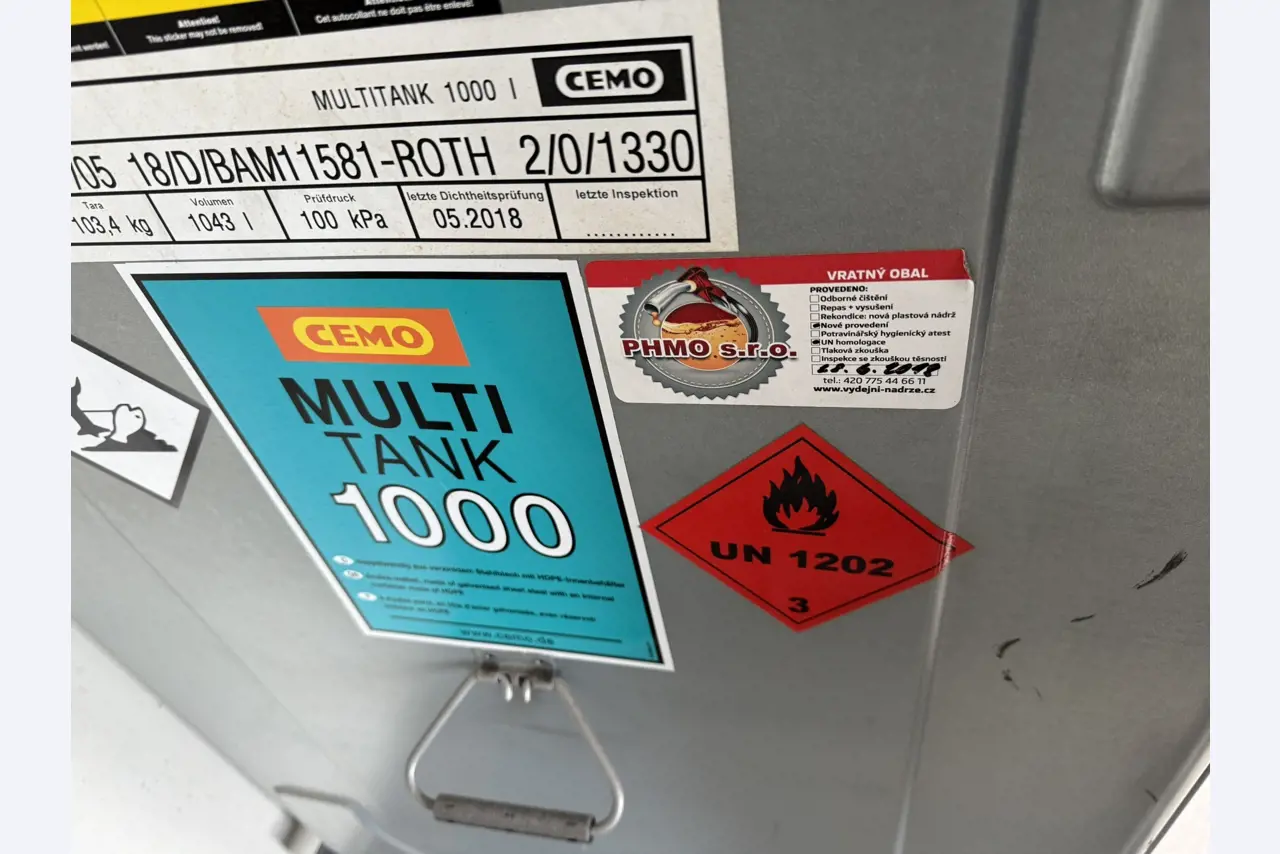 Attention!
This sticker may not be removed!
Cet autocollant ne doit pas être enlevé!
MULTITANK 1000 l
CEMO
05 18/D/BAM11581-ROTH 2/0/1330
Tara
103,4 kg
Volumen
1043 l
Prüfdruck
100 kPa
letzte Dichtheitsprüfung
05.2018
letzte Inspektion
............
CEMO
MULTI
TANK
1000
www.cemo.de
VRATNÝ OBAL
PROVEDENO:
Odborné čištění
Repas + vysušení
Rekondice: nová plastová nádrž
Nové provedení
Potravinářský hygienický atest
UN homologace
Tlaková zkouška
Inspekce se zkouškou těsnosti
tel.: 420 775 44 66 11
www.vydejni-nadrze.cz
PHMO s.r.o.
UN 1202
3